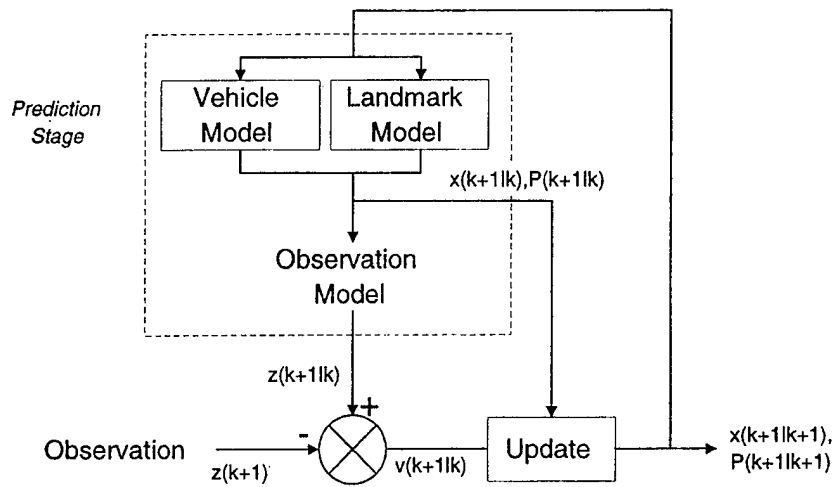 Prediction
Stage
Vehicle
Model
Landmark
Model
x(k+1|k),P(k+1|k)
Observation
Model
z(k+1|k)
+
-
Observation
z(k+1)
v(k+1|k)
Update
x(k+1|k+1),
P(k+1|k+1)